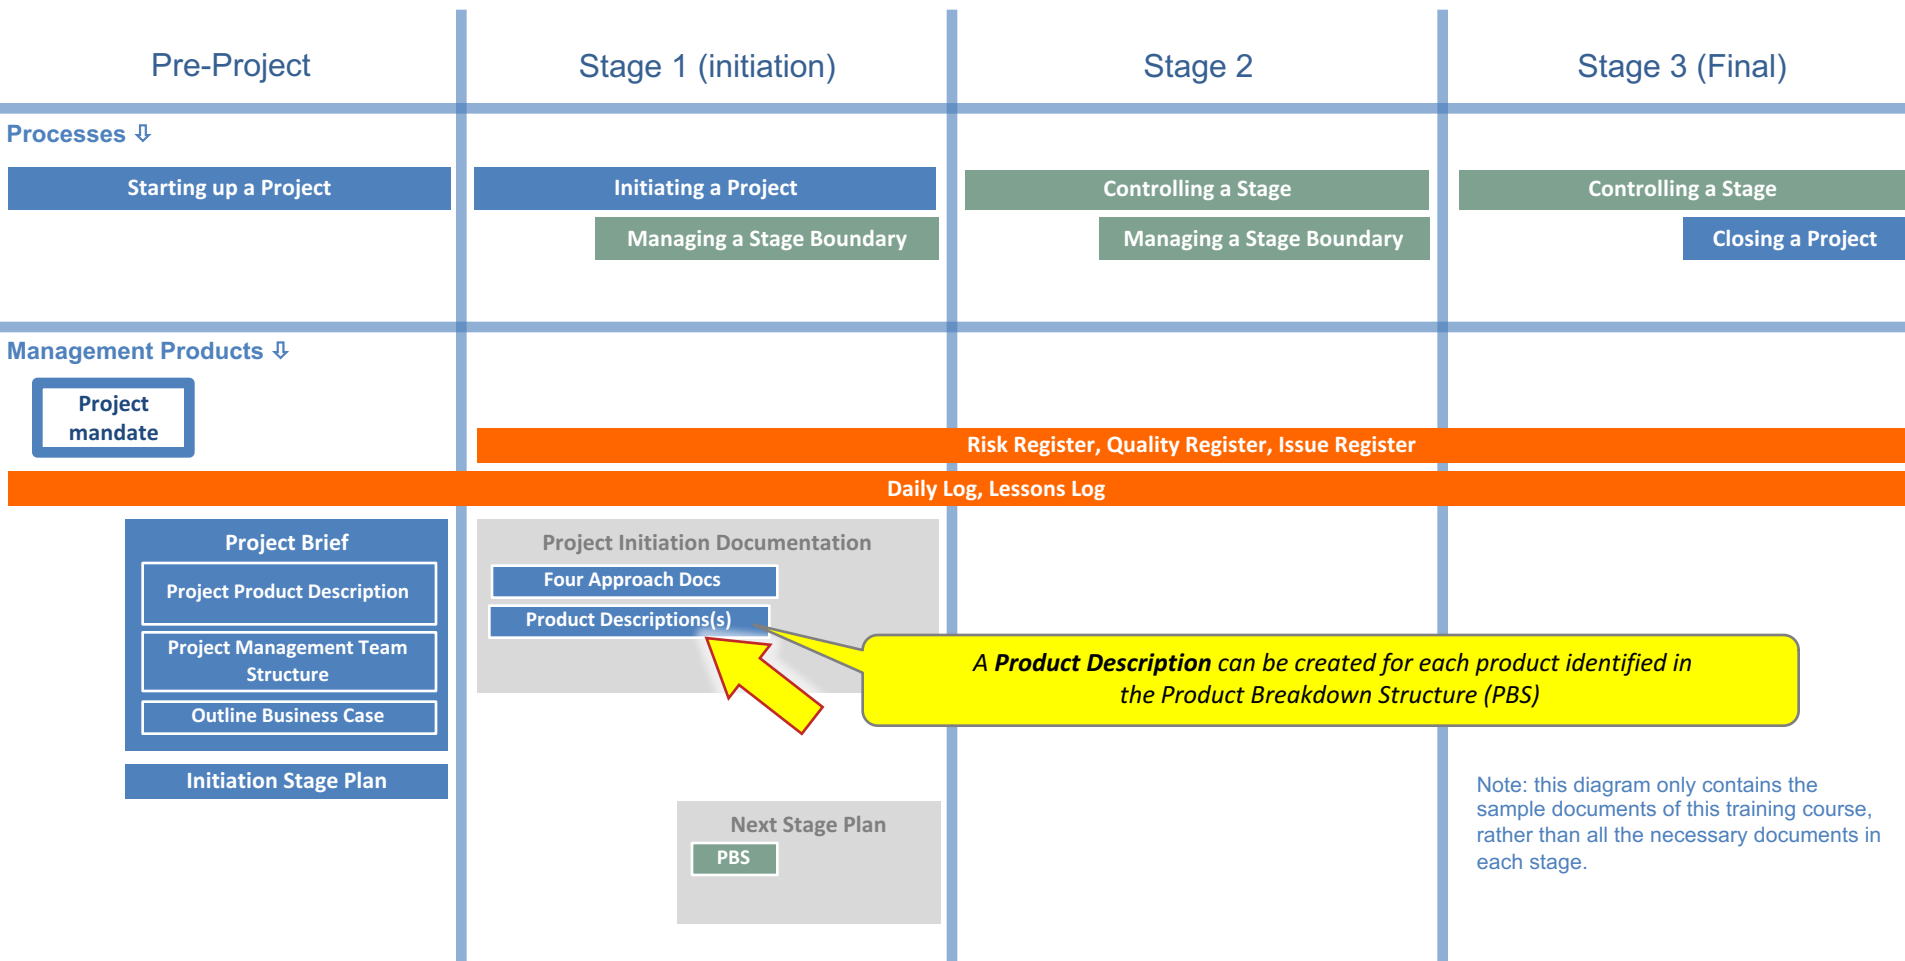 Pre-Project
Stage 1 (initiation)
Stage 2
Stage 3 (Final)
Processes ⇩
Starting up a Project
Initiating a Project
Controlling a Stage
Controlling a Stage
Managing a Stage Boundary
Managing a Stage Boundary
Closing a Project
Management Products ⇩
Project
mandate
Risk Register, Quality Register, Issue Register
Daily Log, Lessons Log
Project Brief
Project Product Description
Project Management Team
Structure
Outline Business Case
Initiation Stage Plan
Project Initiation Documentation
Four Approach Docs
Product Descriptions(s)
A Product Description can be created for each product identified in
the Product Breakdown Structure (PBS)
Next Stage Plan
PBS
Note: this diagram only contains the
sample documents of this training course,
rather than all the necessary documents in
each stage.